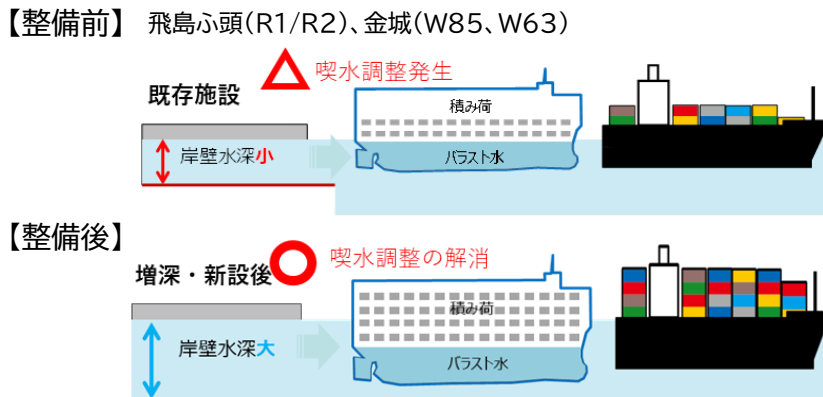 【整備前】 飛島ふ頭(R1/R2)、金城(W85、W63)
喫水調整発生
既存施設
積み荷
岸壁水深小
バラスト水
【整備後】
喫水調整の解消
増深・新設後
積み荷
岸壁水深大
バラスト水